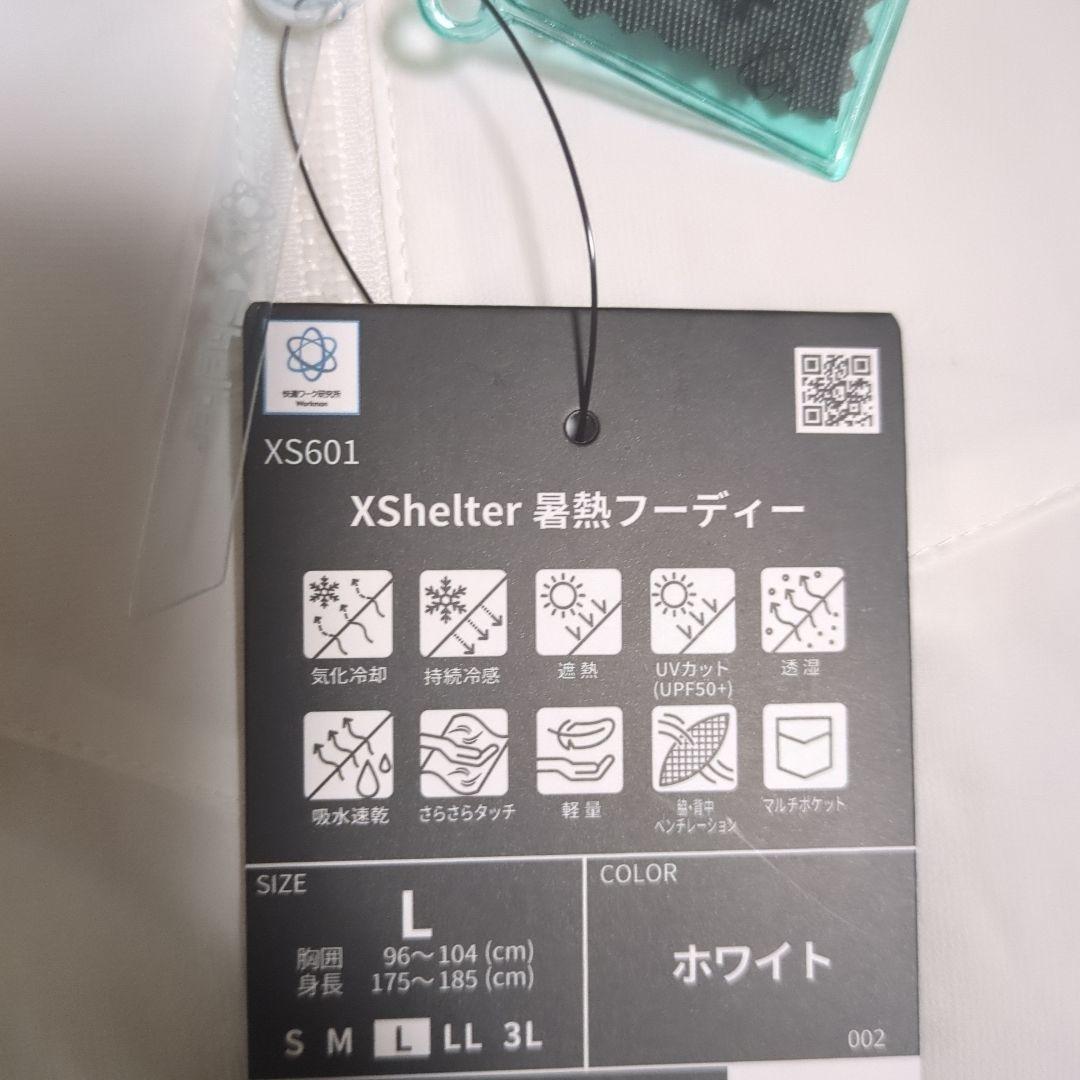 快適ワーク研究所
Workman
XS601
XShelter 暑熱フーディー
気化冷却
持続冷感
遮熱
UVカット
(UPF50+)
透湿
吸水速乾
さらさらタッチ
軽量
脇・背中
ベンチレーション
マルチポケット
SIZE
L
胸囲 96～104 (cm)
身長 175～185 (cm)
S M L LL 3L
COLOR
ホワイト
002